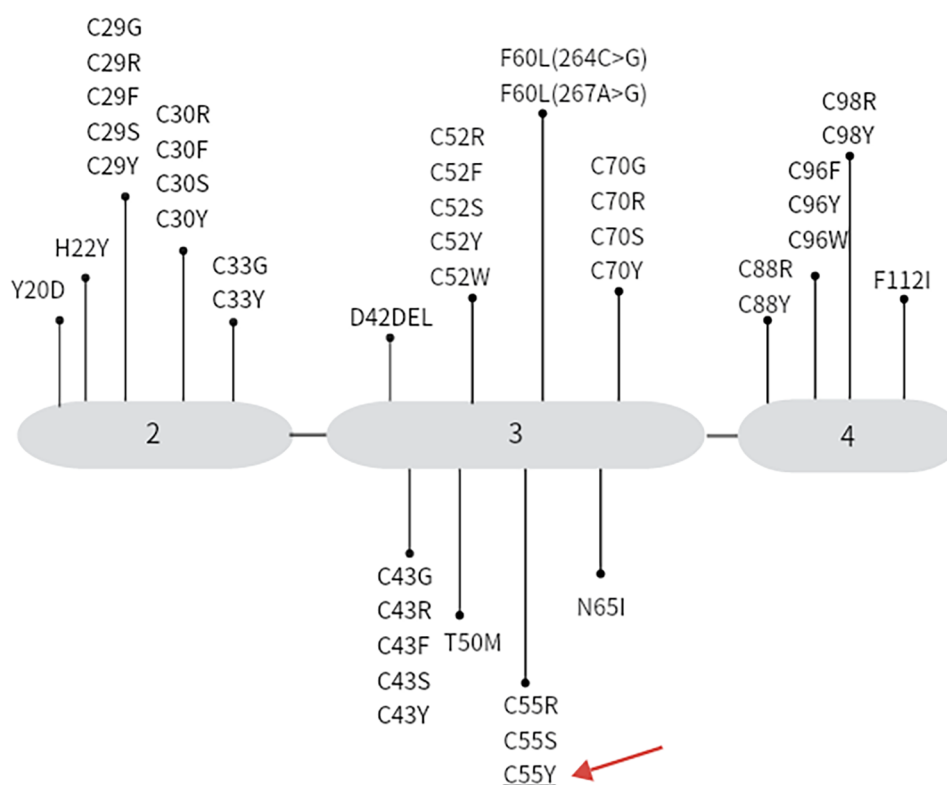 C29G
C29R
C29F
C29S
C29Y
C30R
C30F
C30S
C30Y
H22Y
Y20D
C33G
C33Y
D42DEL
C52R
C52F
C52S
C52Y
C52W
F60L(264C>G)
F60L(267A>G)
C70G
C70R
C70S
C70Y
C88R
C88Y
C96F
C96Y
C96W
C98R
C98Y
F112I
2
3
4
C43G
C43R
C43F
C43S
C43Y
T50M
C55R
C55S
C55Y
N65I